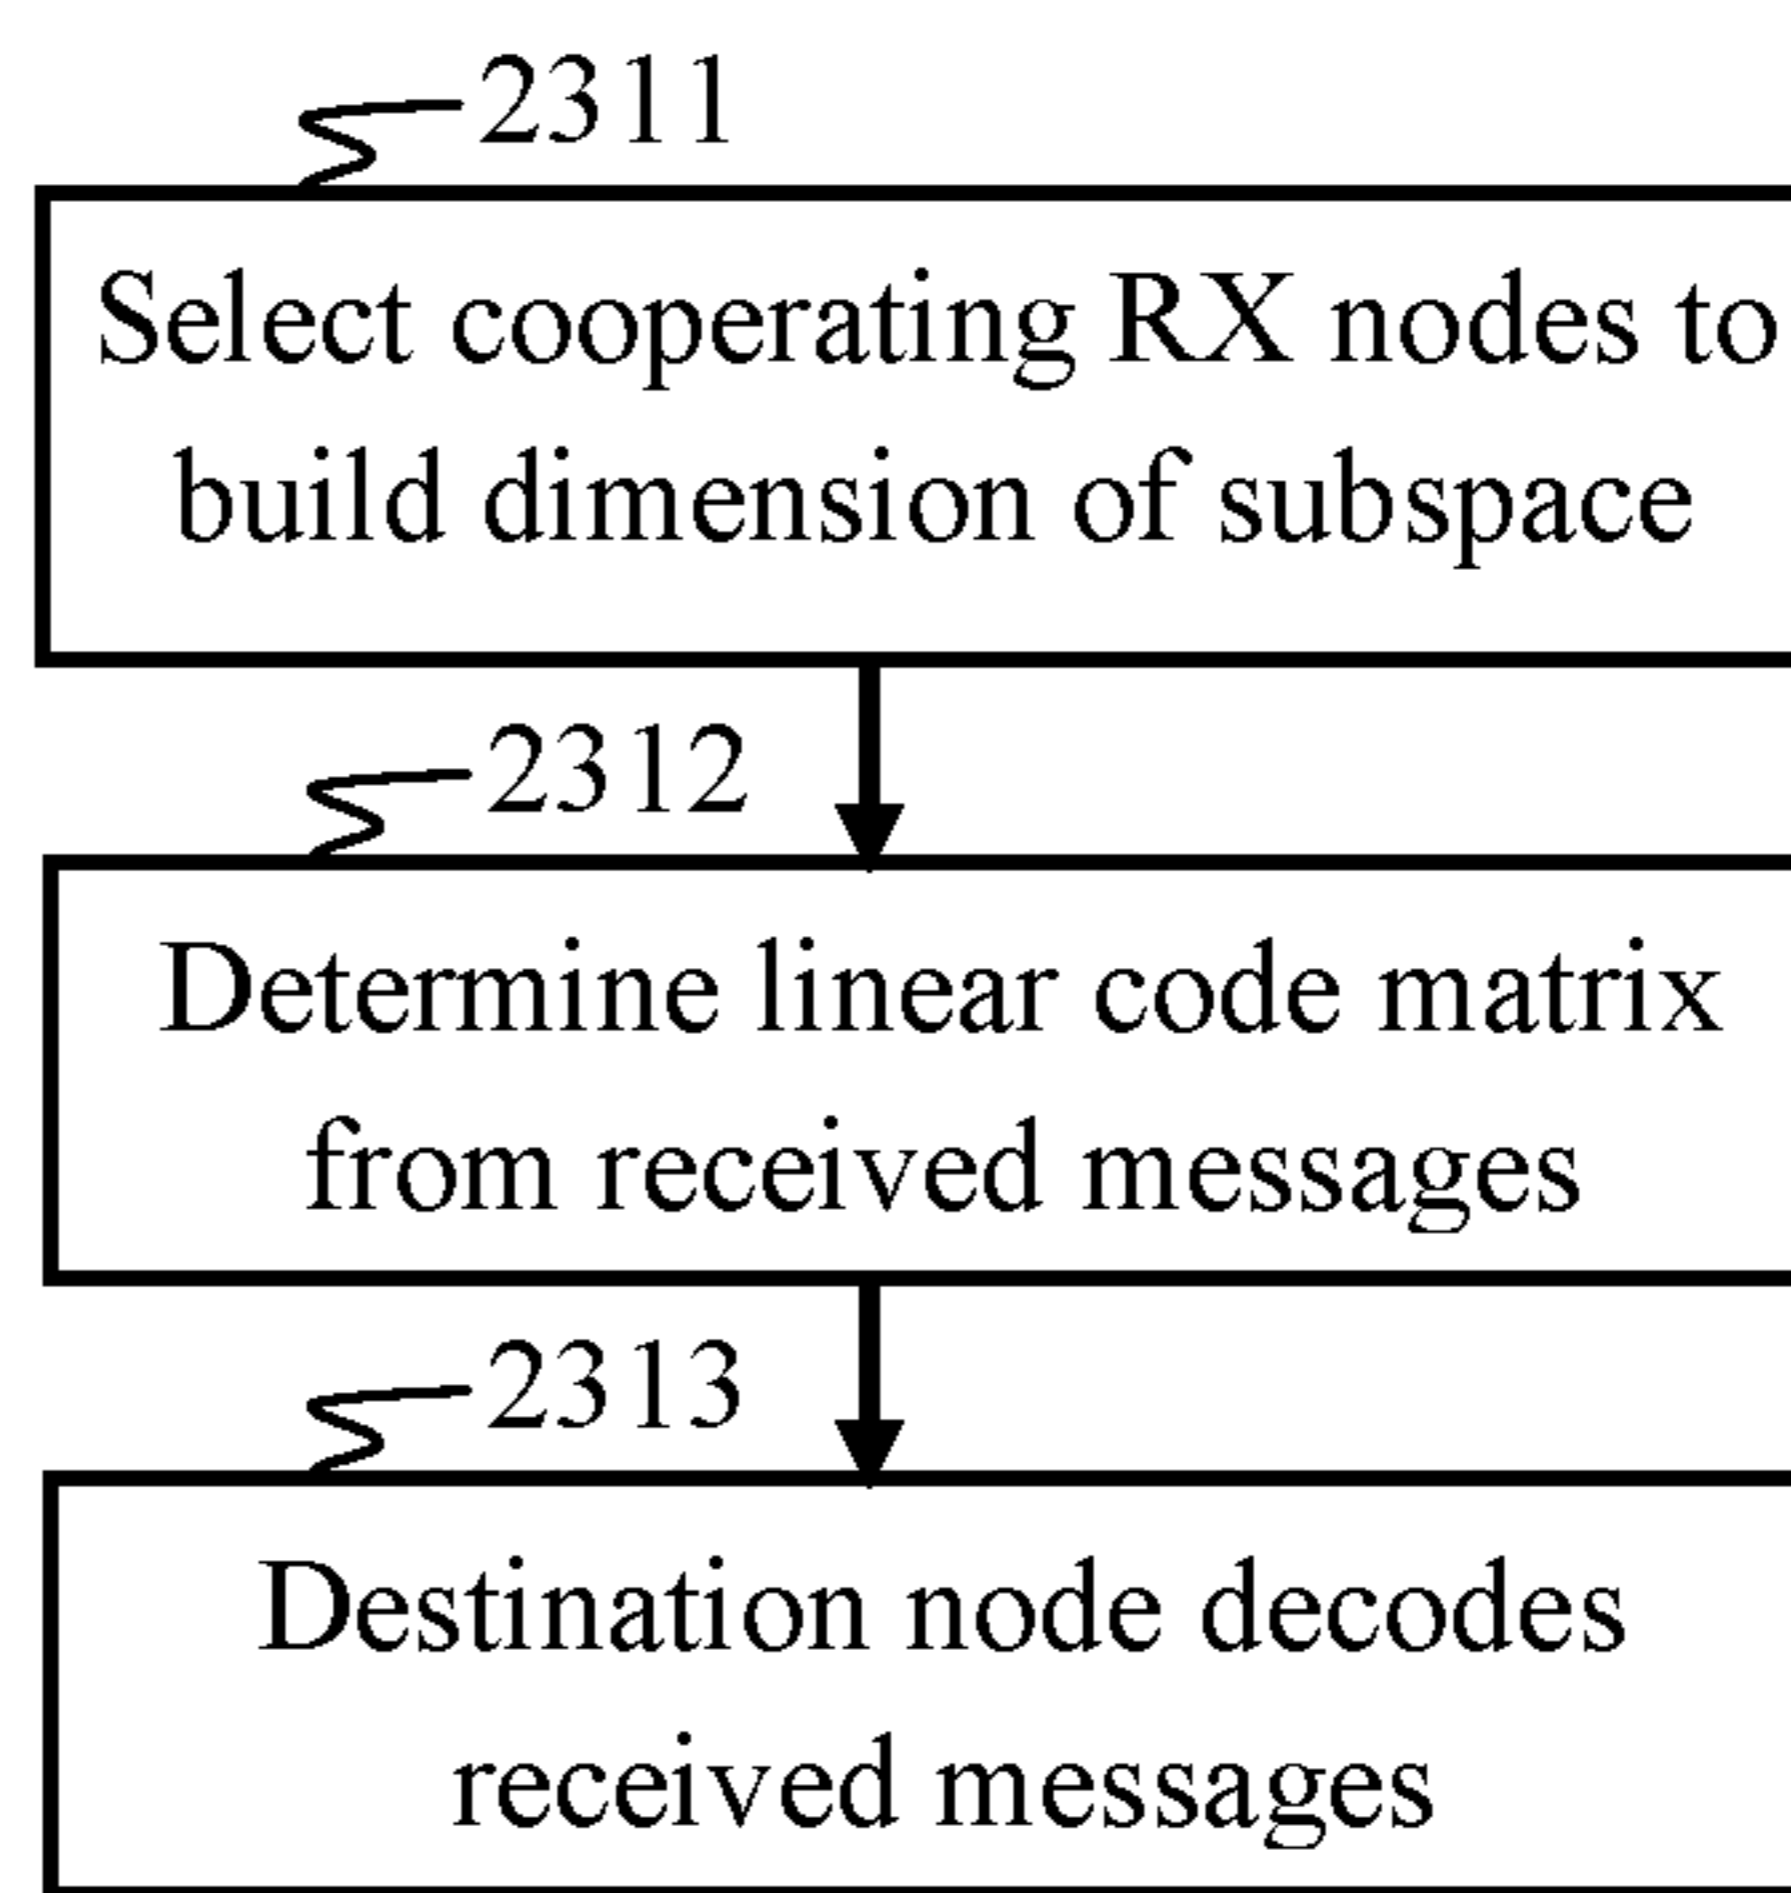 2311
Select cooperating RX nodes to
build dimension of subspace
2312
Determine linear code matrix
from received messages
2313
Destination node decodes
received messages